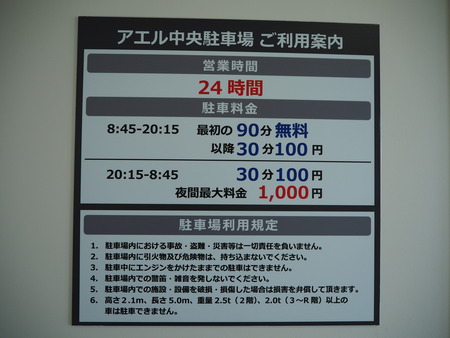 アエル中央駐車場 ご利用案内
営業時間
24時間
駐車料金
8:45-20:15 最初の90分無料
以降30分100円
20:15-8:45 30分100円
夜間最大料金 1,000円
駐車場利用規定
1. 駐車場内における事故・盗難・災害等は一切責任を負いません。
2. 駐車場内に引火物及び危険物は、持ち込まないでください。
3. 駐車中にエンジンをかけたままでの駐車はできません。
4. 駐車場内での警笛・雑音を発しないでください。
5. 駐車場内での施設・設備を破損・損傷した場合は損害を弁償して頂きます。
6. 高さ2.1m、長さ5.0m、重量2.5t(2階)、2.0t(3～R階)以上の
車は駐車できません。